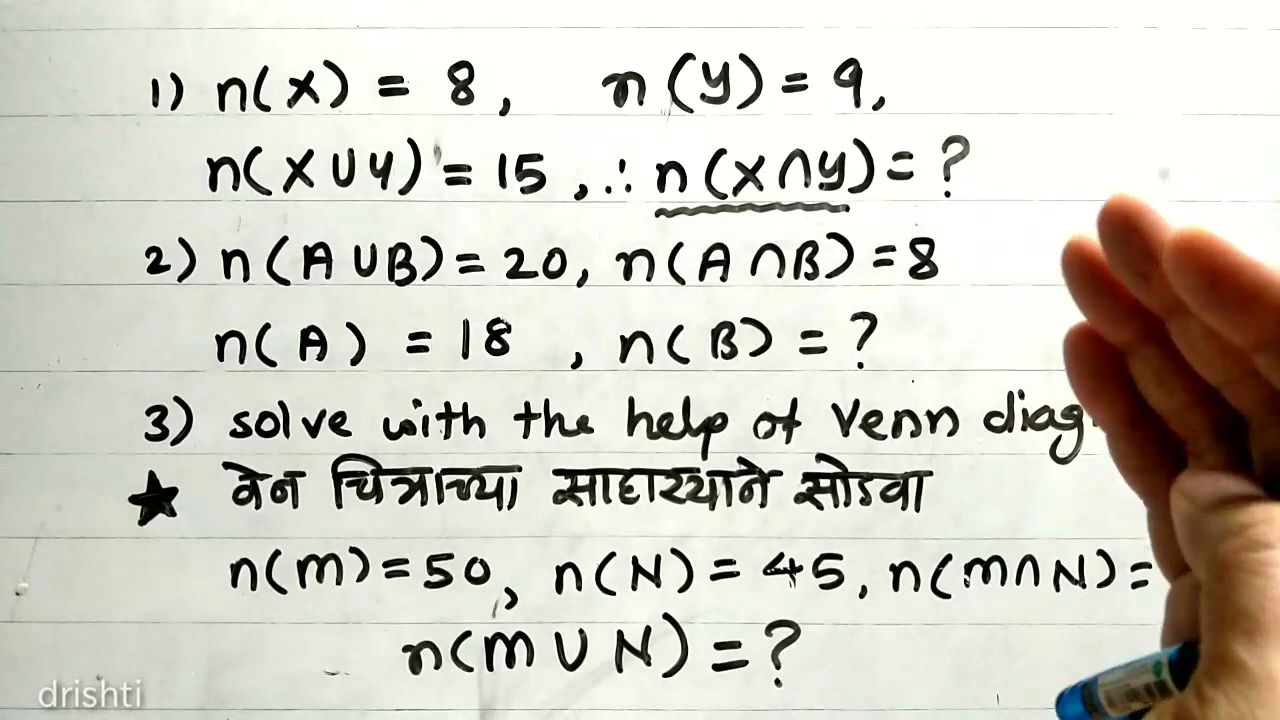 1) n(X) = 8, n(Y) = 9,
n(X∪Y) = 15, ∴ n(X∩Y) = ?
2) n(A∪B) = 20, n(A∩B) = 8
n(A) = 18, n(B) = ?
3) solve with the help of Venn diag
★ वेन चित्राच्या साहाय्याने सोडवा
n(M) = 50, n(N) = 45, n(M∩N) =
n(M∪N) = ?
drishti